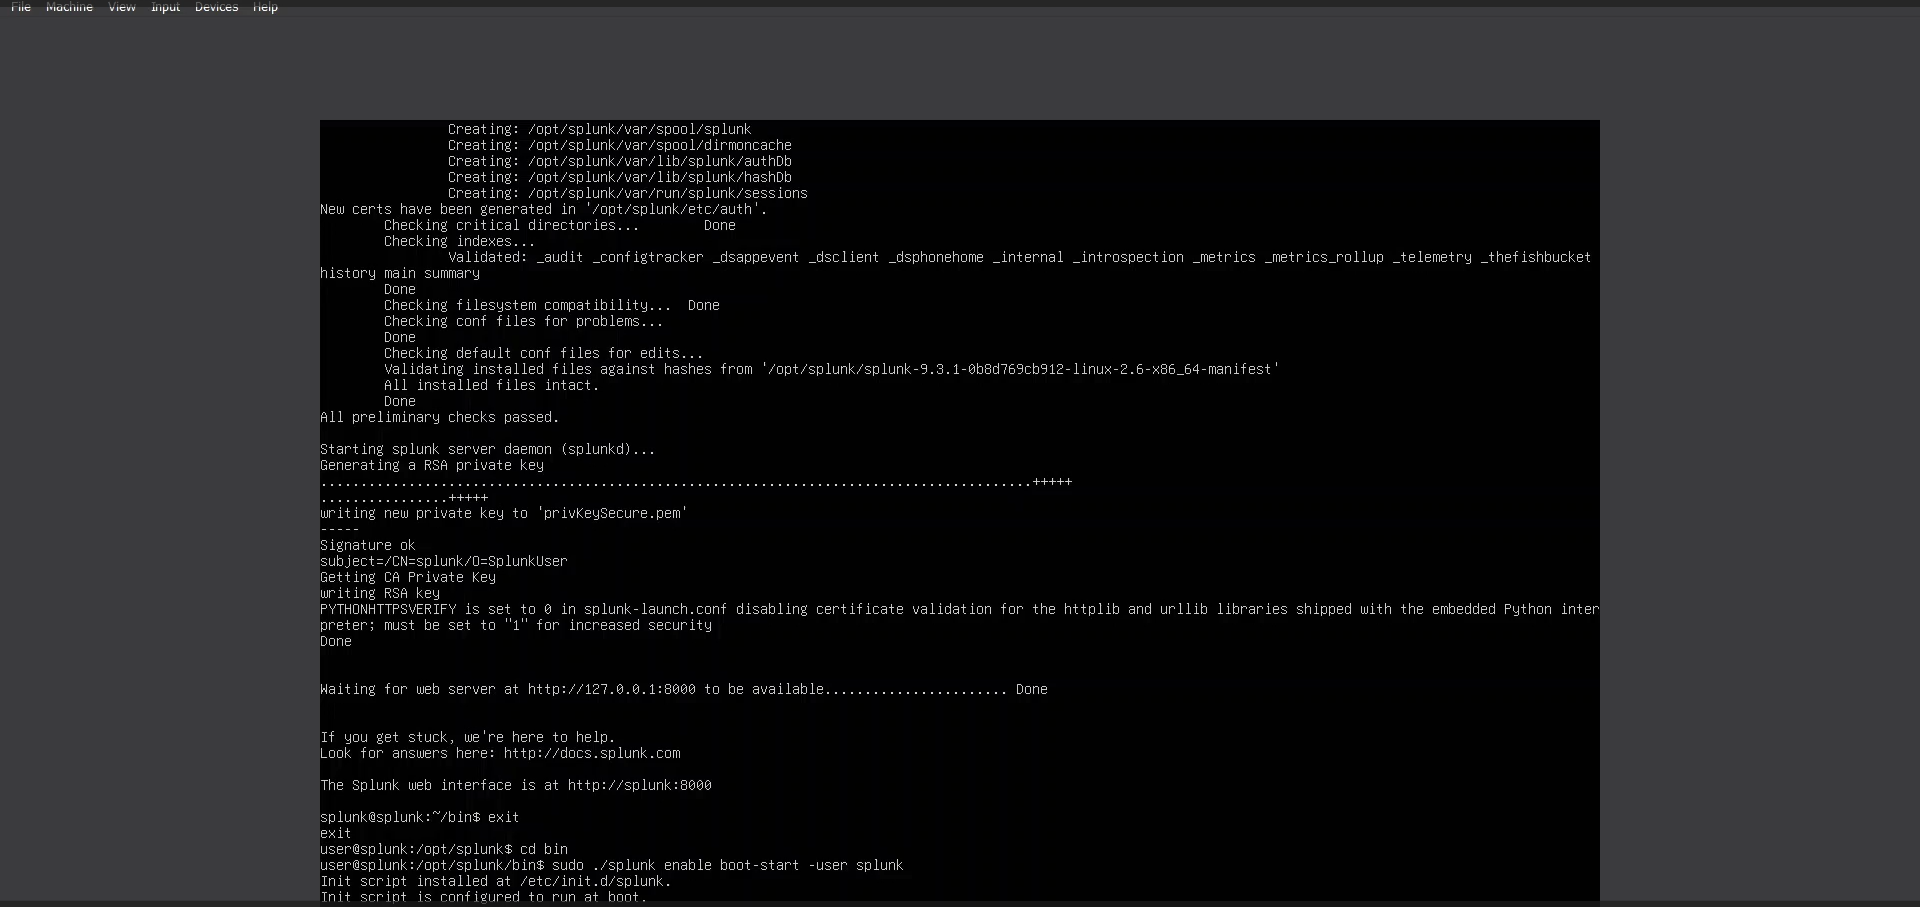 File Machine View Input Devices Help
Creating: /opt/splunk/var/spool/splunk
Creating: /opt/splunk/var/spool/dirmoncache
Creating: /opt/splunk/var/lib/splunk/authDb
Creating: /opt/splunk/var/lib/splunk/hashDb
Creating: /opt/splunk/var/run/splunk/sessions
New certs have been generated in '/opt/splunk/etc/auth'.
Checking critical directories... Done
Checking indexes...
Validated: _audit _configtracker _dsappevent _dsclient _dsphonehome _internal _introspection _metrics _metrics_rollup _telemetry _thefishbucket
history main summary
Done
Checking filesystem compatibility... Done
Checking conf files for problems...
Done
Checking default conf files for edits...
Validating installed files against hashes from '/opt/splunk/splunk-9.3.1-0b8d769cb912-linux-2.6-x86_64-manifest'
All installed files intact.
Done
All preliminary checks passed.
Starting splunk server daemon (splunkd)...
Generating a RSA private key
.........................................................................................+++++
................+++++
writing new private key to 'privKeySecure.pem'
-----
Signature ok
subject=/CN=splunk/O=SplunkUser
Getting CA Private Key
writing RSA key
PYTHONHTTPSVERIFY is set to 0 in splunk-launch.conf disabling certificate validation for the httplib and urllib libraries shipped with the embedded Python inter
preter; must be set to "1" for increased security
Done
Waiting for web server at http://127.0.0.1:8000 to be available....................... Done
If you get stuck, we're here to help.
Look for answers here: http://docs.splunk.com
The Splunk web interface is at http://splunk:8000
splunk@splunk:~/bin$ exit
exit
user@splunk:/opt/splunk$ cd bin
user@splunk:/opt/splunk/bin$ sudo ./splunk enable boot-start -user splunk
Init script installed at /etc/init.d/splunk.
Init script is configured to run at boot.